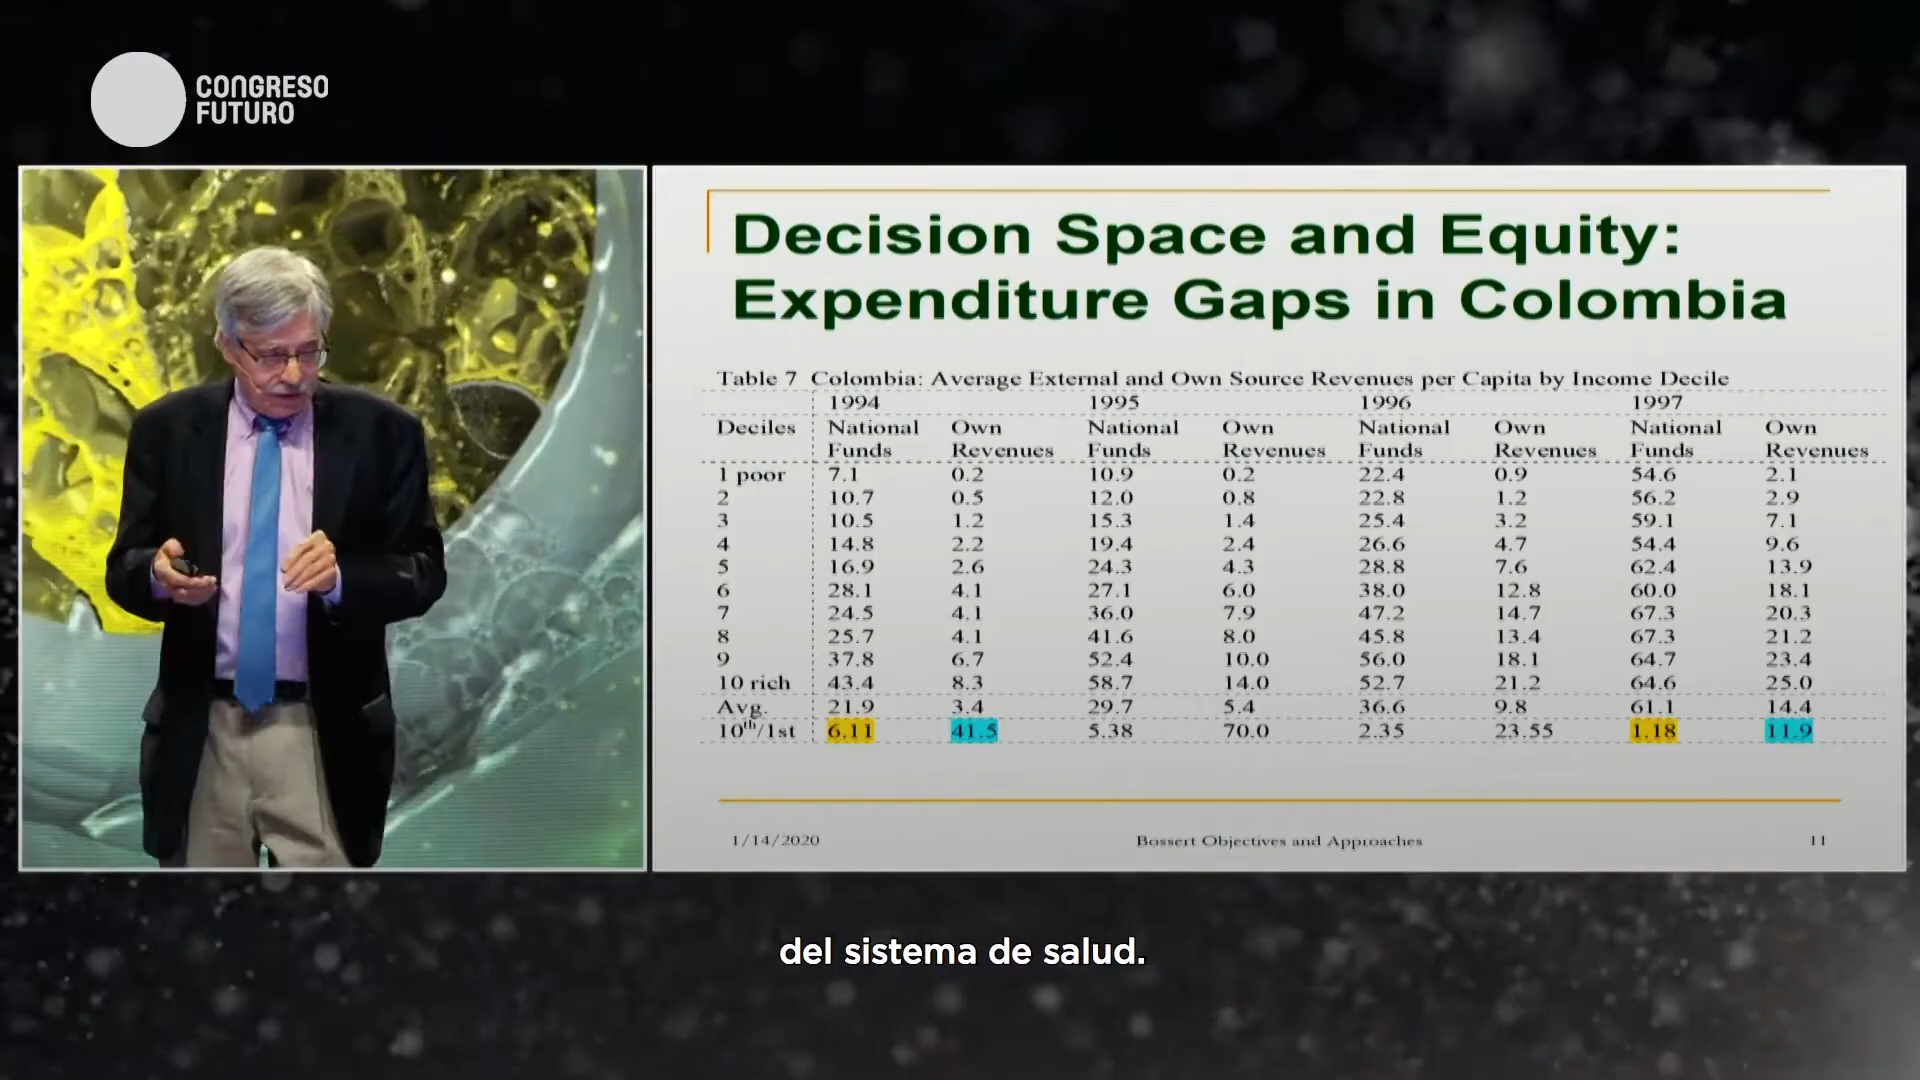 CONGRESO
FUTURO
Decision Space and Equity:
Expenditure Gaps in Colombia
Table 7 Colombia: Average External and Own Source Revenues per Capita by Income Decile
1994 1995 1996 1997
Deciles National Own National Own National Own National Own
Funds Revenues Funds Revenues Funds Revenues Funds Revenues
1 poor 7.1 0.2 10.9 0.2 22.4 0.9 54.6 2.1
2 10.7 0.5 12.0 0.8 22.8 1.2 56.2 2.9
3 10.5 1.2 15.3 1.4 25.4 3.2 59.1 7.1
4 14.8 2.2 19.4 2.4 26.6 4.7 54.4 9.6
5 16.9 2.6 24.3 4.3 28.8 7.6 62.4 13.9
6 28.1 4.1 27.1 6.0 38.0 12.8 60.0 18.1
7 24.5 4.1 36.0 7.9 47.2 14.7 67.3 20.3
8 25.7 4.1 41.6 8.0 45.8 13.4 67.3 21.2
9 37.8 6.7 52.4 10.0 56.0 18.1 64.7 23.4
10 rich 43.4 8.3 58.7 14.0 52.7 21.2 64.6 25.0
Avg. 21.9 3.4 29.7 5.4 36.6 9.8 61.1 14.4
10th/1st 6.11 41.5 5.38 70.0 2.35 23.55 1.18 11.9
1/14/2020 Bossert Objectives and Approaches 11
del sistema de salud.